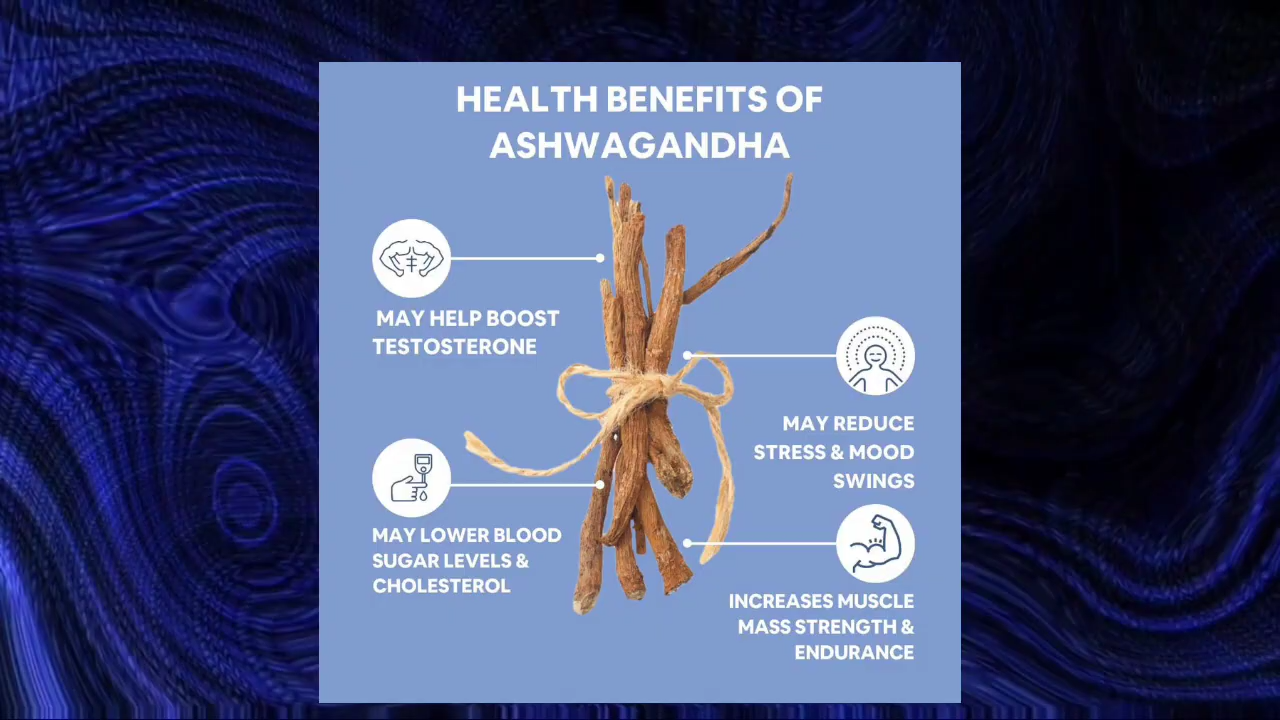 HEALTH BENEFITS OF
ASHWAGANDHA
MAY HELP BOOST
TESTOSTERONE
MAY REDUCE
STRESS & MOOD
SWINGS
MAY LOWER BLOOD
SUGAR LEVELS &
CHOLESTEROL
INCREASES MUSCLE
MASS STRENGTH &
ENDURANCE